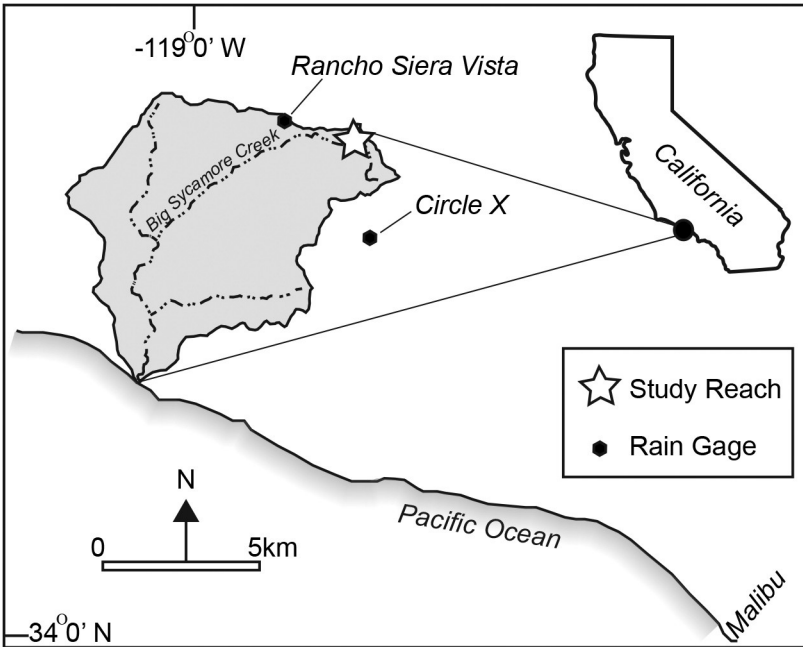 -119°0' W
Rancho Siera Vista
California
Big Sycamore Creek
Circle X
Study Reach
Rain Gage
N
0 5km
Pacific Ocean
Malibu
34°0' N